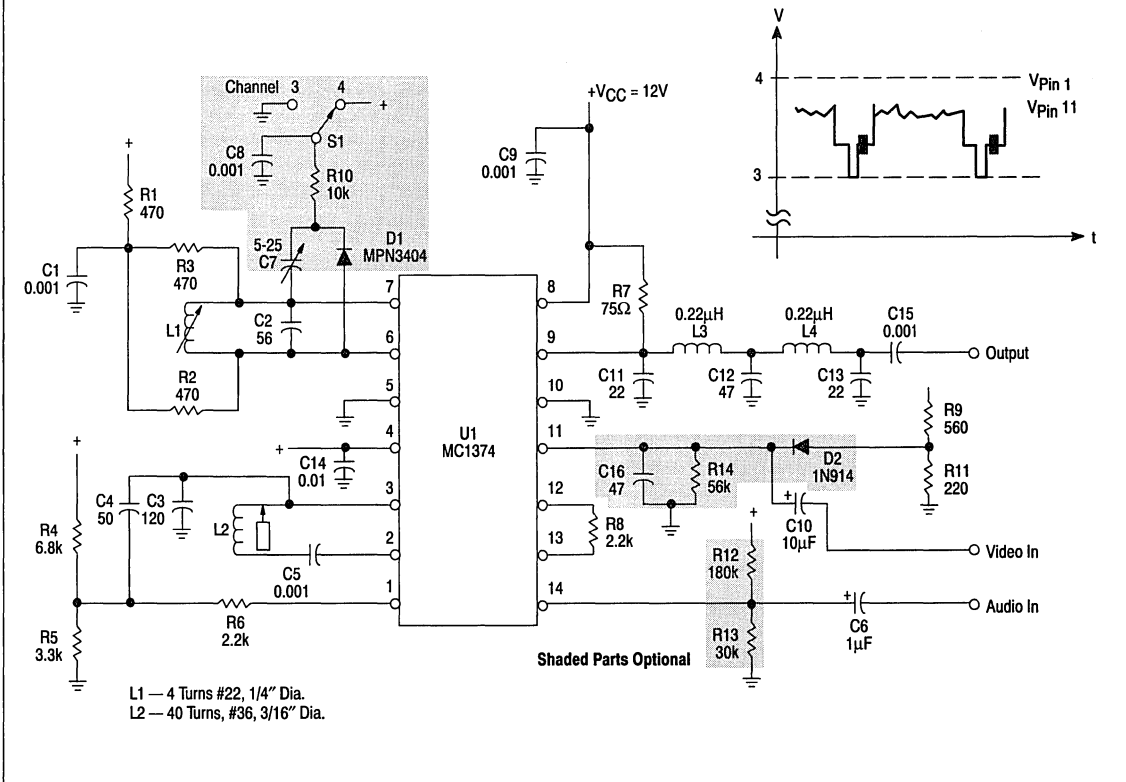 Channel 3 4
+
S1
C8
0.001
R10
10k
5-25
C7
D1
MPN3404
+
R1
470
C1
0.001
R3
470
L1
C2
56
R2
470
7
6
5
4
3
2
1
U1
MC1374
8
9
10
11
12
13
14
+VCC = 12V
C9
0.001
R7
75Ω
0.22μH
L3
0.22μH
L4
C15
0.001
Output
C11
22
C12
47
C13
22
R9
560
R11
220
D2
1N914
C16
47
R14
56k
+
C10
10μF
Video In
R8
2.2k
+
R12
180k
R13
30k
+
C6
1μF
Audio In
+
C14
0.01
+
C4
50
C3
120
L2
C5
0.001
R4
6.8k
R5
3.3k
R6
2.2k
Shaded Parts Optional
L1 — 4 Turns #22, 1/4″ Dia.
L2 — 40 Turns, #36, 3/16″ Dia.
V
4
VPin 1
VPin 11
3
t